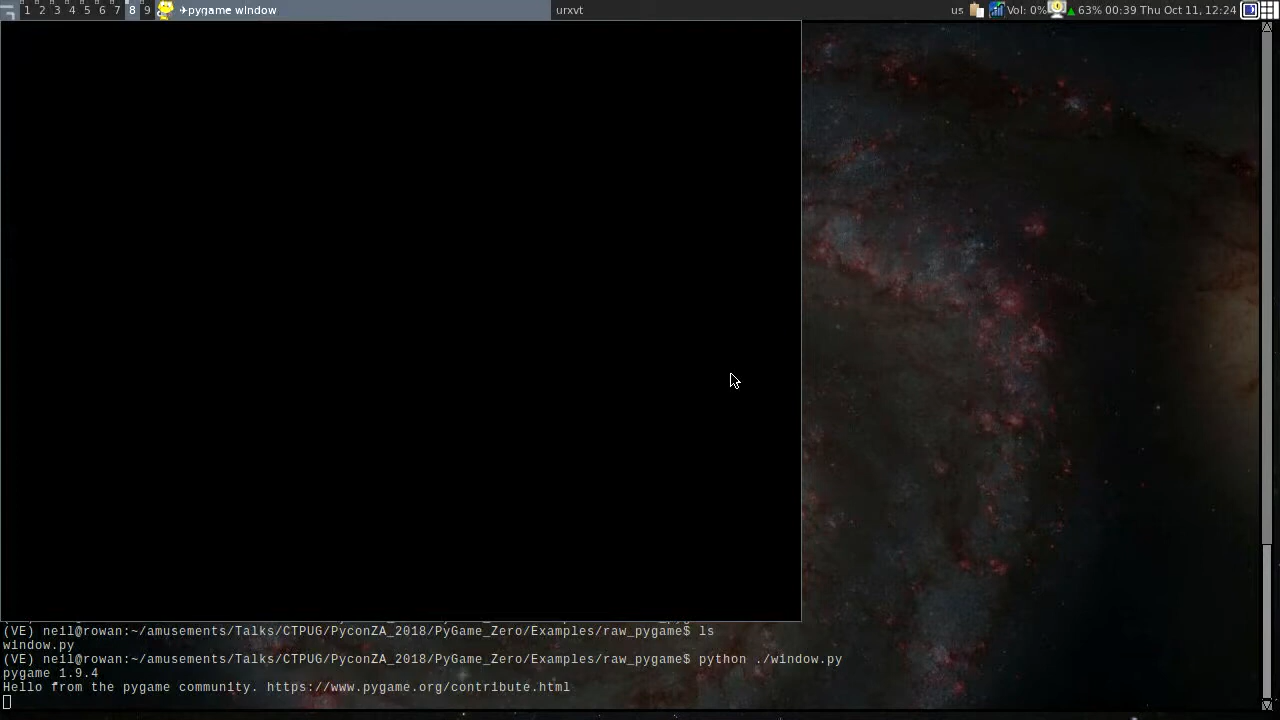 1 2 3 4 5 6 7 8 9 ✈pygame window urxvt us Vol: 0% 63% 00:39 Thu Oct 11, 12:24
(VE) neil@rowan:~/amusements/Talks/CTPUG/PyconZA_2018/PyGame_Zero/Examples/raw_pygame$ ls
window.py
(VE) neil@rowan:~/amusements/Talks/CTPUG/PyconZA_2018/PyGame_Zero/Examples/raw_pygame$ python ./window.py
pygame 1.9.4
Hello from the pygame community. https://www.pygame.org/contribute.html